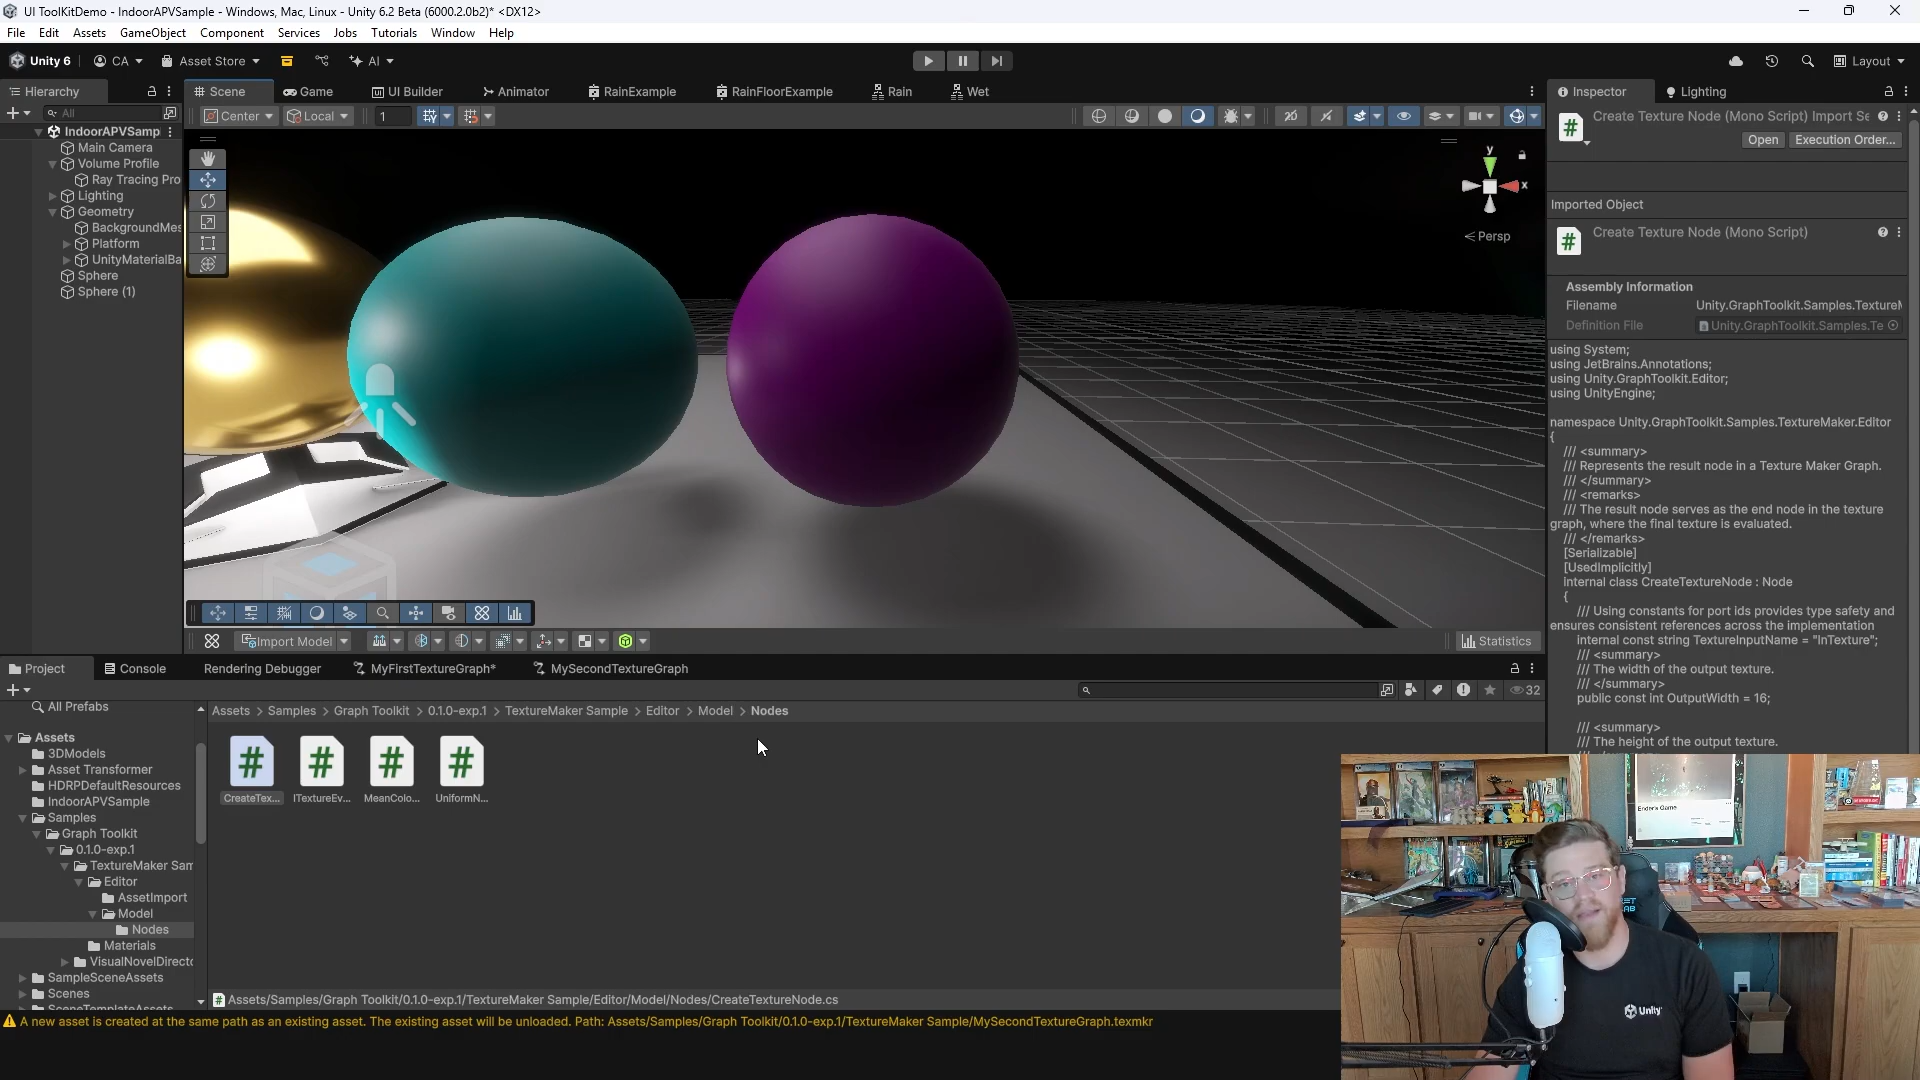 UI ToolKitDemo - IndoorAPVSample - Windows, Mac, Linux - Unity 6.2 Beta (6000.2.0b2)* <DX12>
File Edit Assets GameObject Component Services Jobs Tutorials Window Help
Unity 6 CA Asset Store AI Layout
Hierarchy Scene Game UI Builder Animator RainExample RainFloorExample Rain Wet Inspector Lighting
All Center Local 1
IndoorAPVSamp
Main Camera
Volume Profile
Ray Tracing Pro
Lighting
Geometry
BackgroundMes
Platform
UnityMaterialBa
Sphere
Sphere (1)
y
x
Persp
Import Model
Statistics
Create Texture Node (Mono Script) Import Se
Open Execution Order...
Imported Object
Create Texture Node (Mono Script)
Assembly Information
Filename Unity.GraphToolkit.Samples.Texture
Definition File Unity.GraphToolkit.Samples.Te
using System;
using JetBrains.Annotations;
using Unity.GraphToolkit.Editor;
using UnityEngine;
namespace Unity.GraphToolkit.Samples.TextureMaker.Editor
{
/// <summary>
/// Represents the result node in a Texture Maker Graph.
/// </summary>
/// <remarks>
/// The result node serves as the end node in the texture
graph, where the final texture is evaluated.
/// </remarks>
[Serializable]
[UsedImplicitly]
internal class CreateTextureNode : Node
{
/// Using constants for port ids provides type safety and
ensures consistent references across the implementation
internal const string TextureInputName = "InTexture";
/// <summary>
/// The width of the output texture.
/// </summary>
public const int OutputWidth = 16;
/// <summary>
/// The height of the output texture.
Project Console Rendering Debugger MyFirstTextureGraph* MySecondTextureGraph
32
All Prefabs
Assets
3DModels
Asset Transformer
HDRPDefaultResources
IndoorAPVSample
Samples
Graph Toolkit
0.1.0-exp.1
TextureMaker Sam
Editor
AssetImport
Model
Nodes
Materials
VisualNovelDirecto
SampleSceneAssets
Scenes
SceneTemplateAssets
Assets > Samples > Graph Toolkit > 0.1.0-exp.1 > TextureMaker Sample > Editor > Model > Nodes
CreateTex... ITextureEv... MeanColo... UniformN...
Assets/Samples/Graph Toolkit/0.1.0-exp.1/TextureMaker Sample/Editor/Model/Nodes/CreateTextureNode.cs
A new asset is created at the same path as an existing asset. The existing asset will be unloaded. Path: Assets/Samples/Graph Toolkit/0.1.0-exp.1/TextureMaker Sample/MySecondTextureGraph.texmkr
Ender's Game
Unity